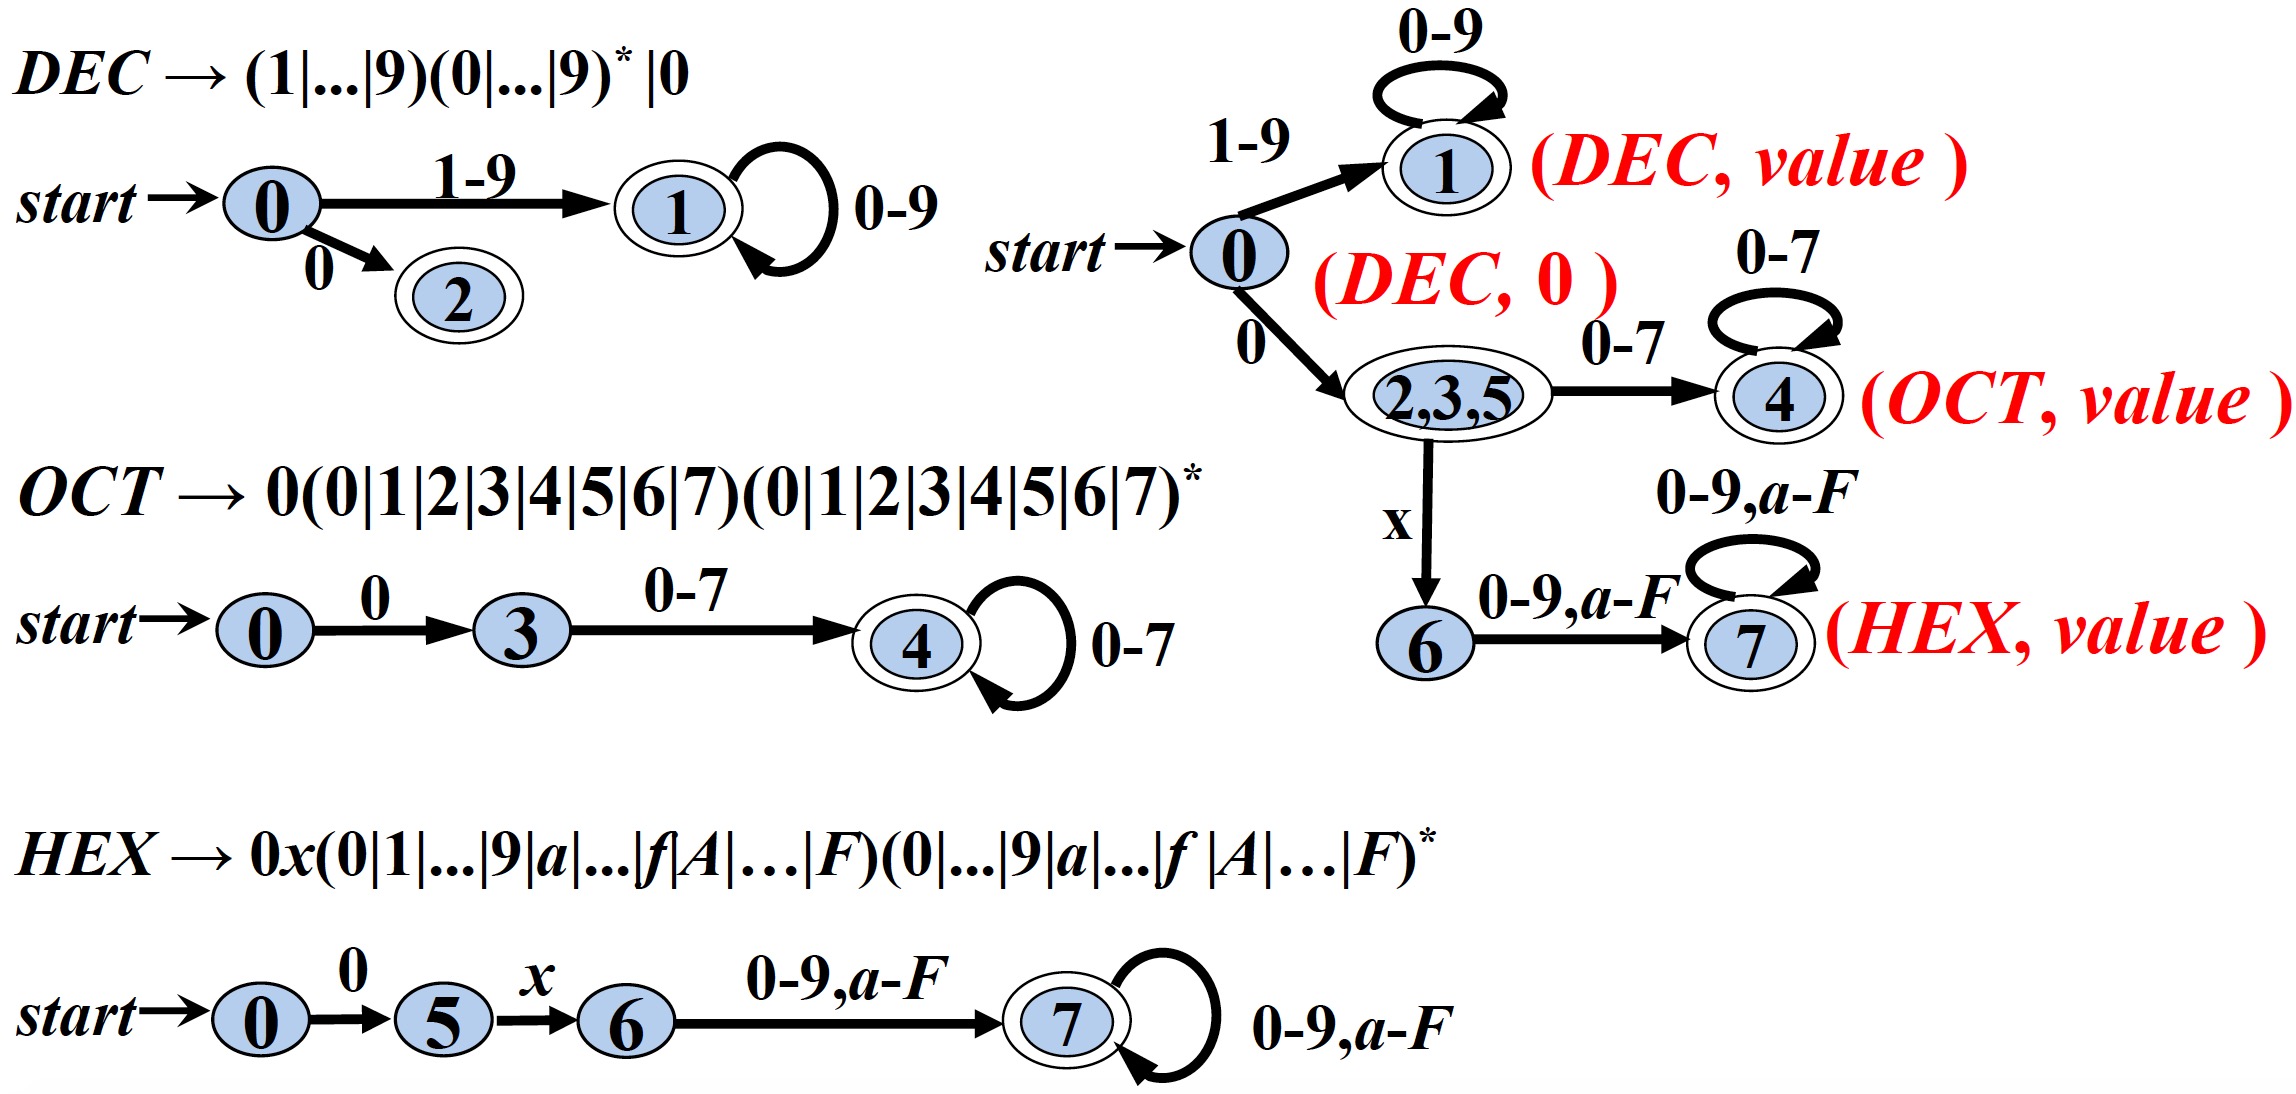 DEC → (1|...|9)(0|...|9)* |0
start
0
1-9
1
0-9
0
2
OCT → 0(0|1|2|3|4|5|6|7)(0|1|2|3|4|5|6|7)*
start
0
0
3
0-7
4
0-7
HEX → 0x(0|1|...|9|a|...|f|A|…|F)(0|...|9|a|...|f |A|…|F)*
start
0
0
5
x
6
0-9,a-F
7
0-9,a-F
0-9
1-9
1
(DEC, value )
start
0
(DEC, 0 )
0
2,3,5
0-7
0-7
4
(OCT, value )
x
0-9,a-F
6
0-9,a-F
7
(HEX, value )